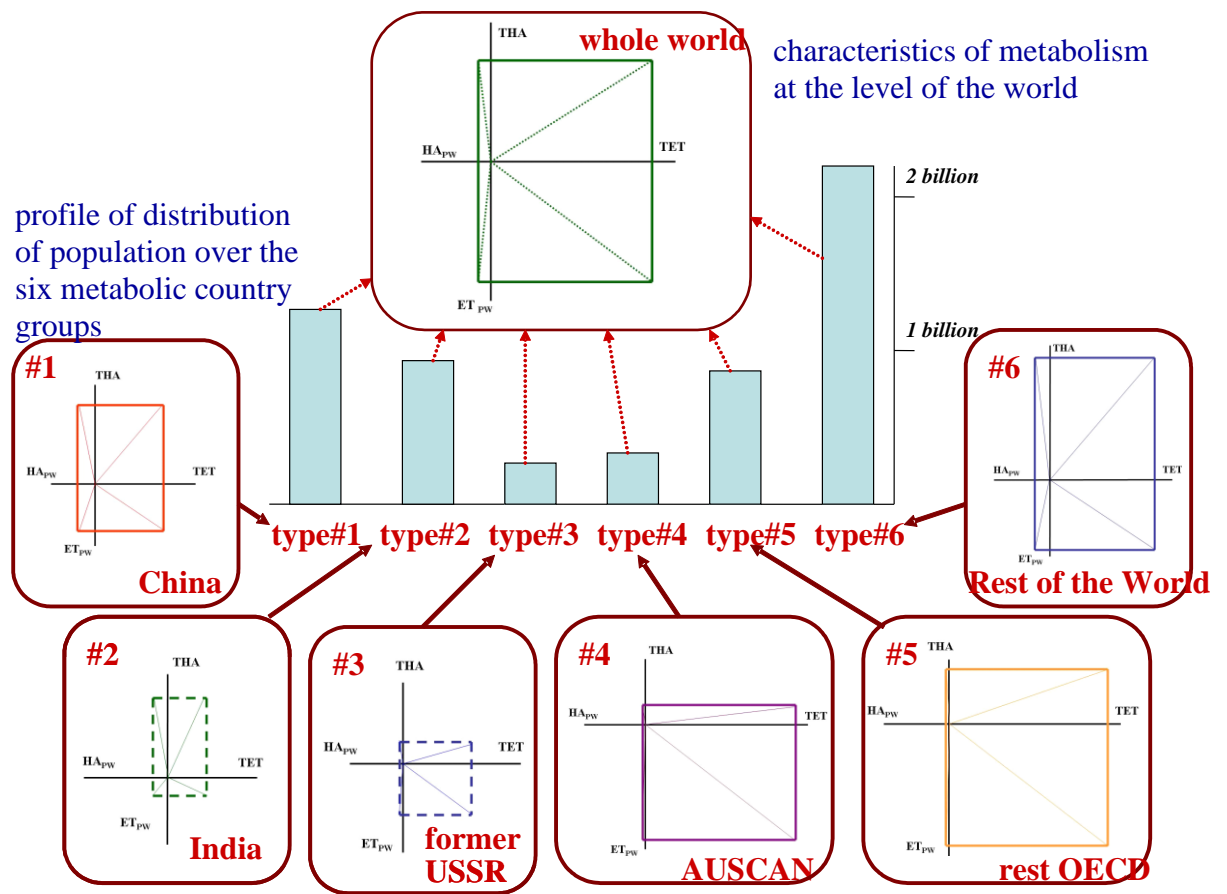 THA
whole world
HA PW
TET
ET PW
characteristics of metabolism
at the level of the world
2 billion
1 billion
profile of distribution
of population over the
six metabolic country
groups
#1
THA
HAPW
TET
ETPW
China
#6
THA
HAPW
TET
ETPW
Rest of the World
type#1 type#2 type#3 type#4 type#5 type#6
#2
THA
HAPW
TET
ETPW
India
#3
THA
HAPW
TET
ETPW
former
USSR
#4
THA
HAPW
TET
ETPW
AUSCAN
#5
THA
HAPW
TET
ETPW
rest OECD